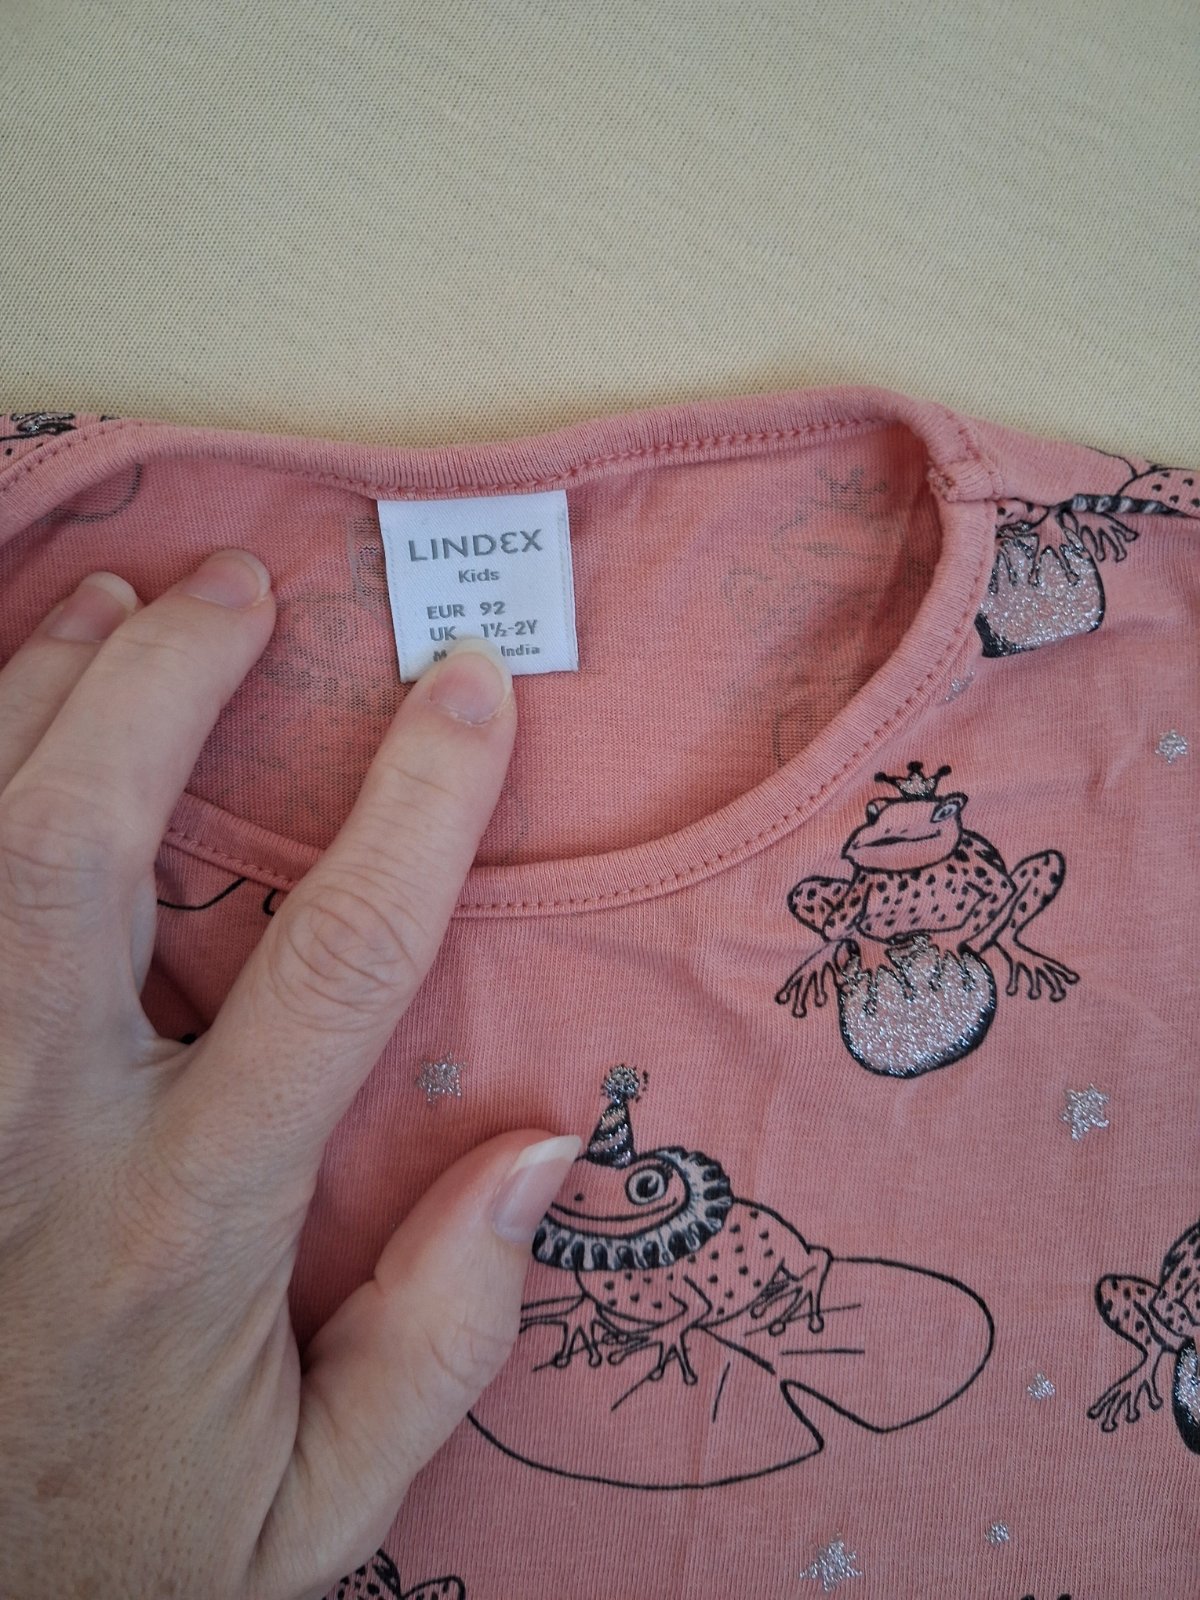 LINDEX
Kids
EUR 92
UK 1½-2Y
India